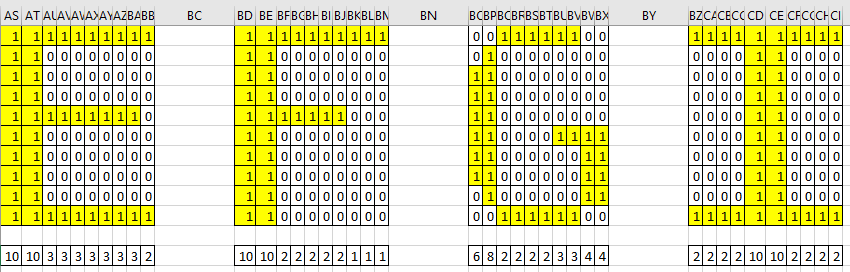 AS AT AU AV AW AX AY AZ BA BB BC BD BE BF BG BH BI BJ BK BL BN BN BO BP BQ BR BS BT BU BV BW BX BY BZ CA CB CC CD CE CF CG CH CI
1 1 1 1 1 1 1 1 1 1 1 1 1 1 1 1 1 1 1 1 0 0 1 1 1 1 1 1 0 0 1 1 1 1 1 1 1 1 1 1
1 1 0 0 0 0 0 0 0 0 1 1 0 0 0 0 0 0 0 0 0 1 0 0 0 0 0 0 0 0 0 0 0 0 1 1 0 0 0 0
1 1 0 0 0 0 0 0 0 0 1 1 0 0 0 0 0 0 0 0 1 1 0 0 0 0 0 0 0 0 0 0 0 0 1 1 0 0 0 0
1 1 0 0 0 0 0 0 0 0 1 1 0 0 0 0 0 0 0 0 1 1 0 0 0 0 0 0 0 0 0 0 0 0 1 1 0 0 0 0
1 1 1 1 1 1 1 1 1 0 1 1 1 1 1 1 1 0 0 0 1 1 0 0 0 0 0 0 0 0 0 0 0 0 1 1 0 0 0 0
1 1 0 0 0 0 0 0 0 0 1 1 0 0 0 0 0 0 0 0 1 1 0 0 0 0 1 1 1 1 0 0 0 0 1 1 0 0 0 0
1 1 0 0 0 0 0 0 0 0 1 1 0 0 0 0 0 0 0 0 1 1 0 0 0 0 0 0 1 1 0 0 0 0 1 1 0 0 0 0
1 1 0 0 0 0 0 0 0 0 1 1 0 0 0 0 0 0 0 0 1 1 0 0 0 0 0 0 1 1 0 0 0 0 1 1 0 0 0 0
1 1 0 0 0 0 0 0 0 0 1 1 0 0 0 0 0 0 0 0 0 1 0 0 0 0 0 0 1 1 0 0 0 0 1 1 0 0 0 0
1 1 1 1 1 1 1 1 1 1 1 1 0 0 0 0 0 0 0 0 0 0 1 1 1 1 1 1 0 0 1 1 1 1 1 1 1 1 1 1
10 10 3 3 3 3 3 3 3 2 10 10 2 2 2 2 2 1 1 1 6 8 2 2 2 2 3 3 4 4 2 2 2 2 10 10 2 2 2 2